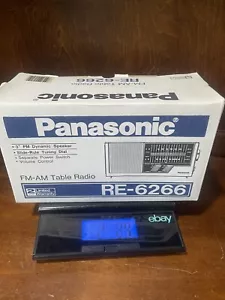 Panasonic
FM-AM Table Radio
RE-6266
Panasonic
• 3" PM Dynamic Speaker
• Slide-Rule Tuning Dial
• Separate Power Switch
• Volume Control
FM-AM Table Radio
RE-6266
ebay